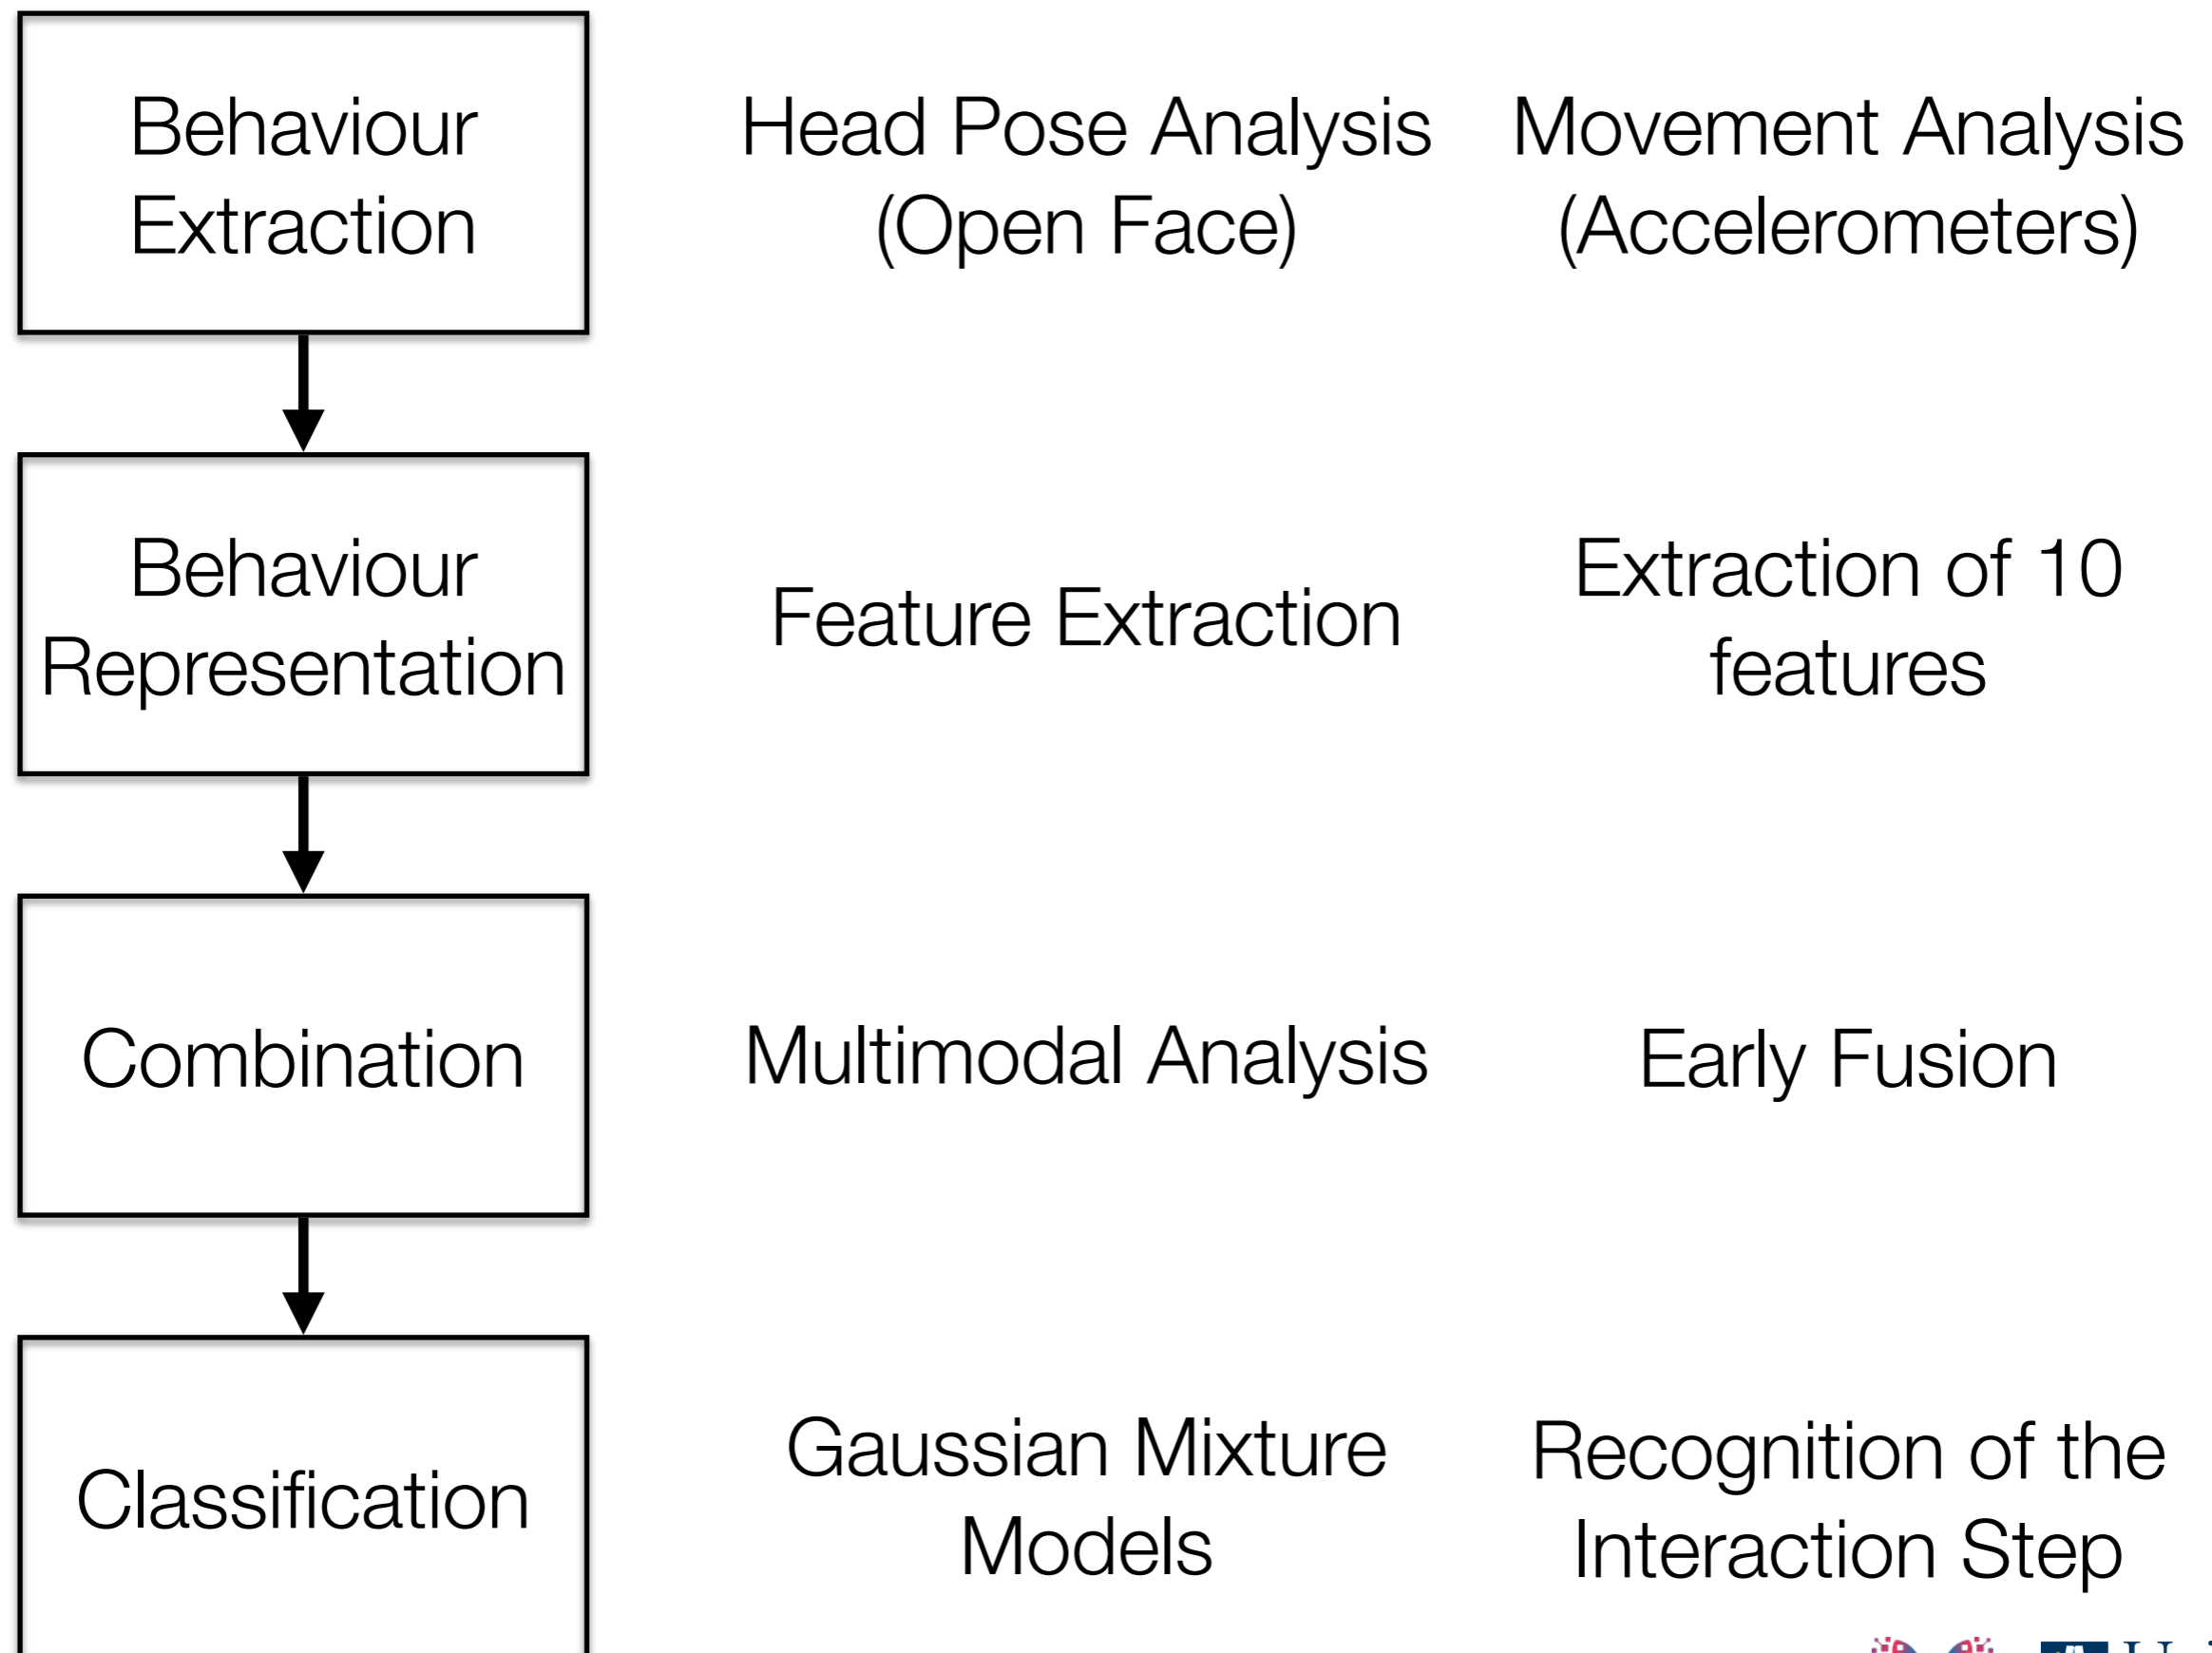 Behaviour
Extraction
Head Pose Analysis
(Open Face)
Movement Analysis
(Accelerometers)
Behaviour
Representation
Feature Extraction
Extraction of 10
features
Combination
Multimodal Analysis
Early Fusion
Classification
Gaussian Mixture
Models
Recognition of the
Interaction Step